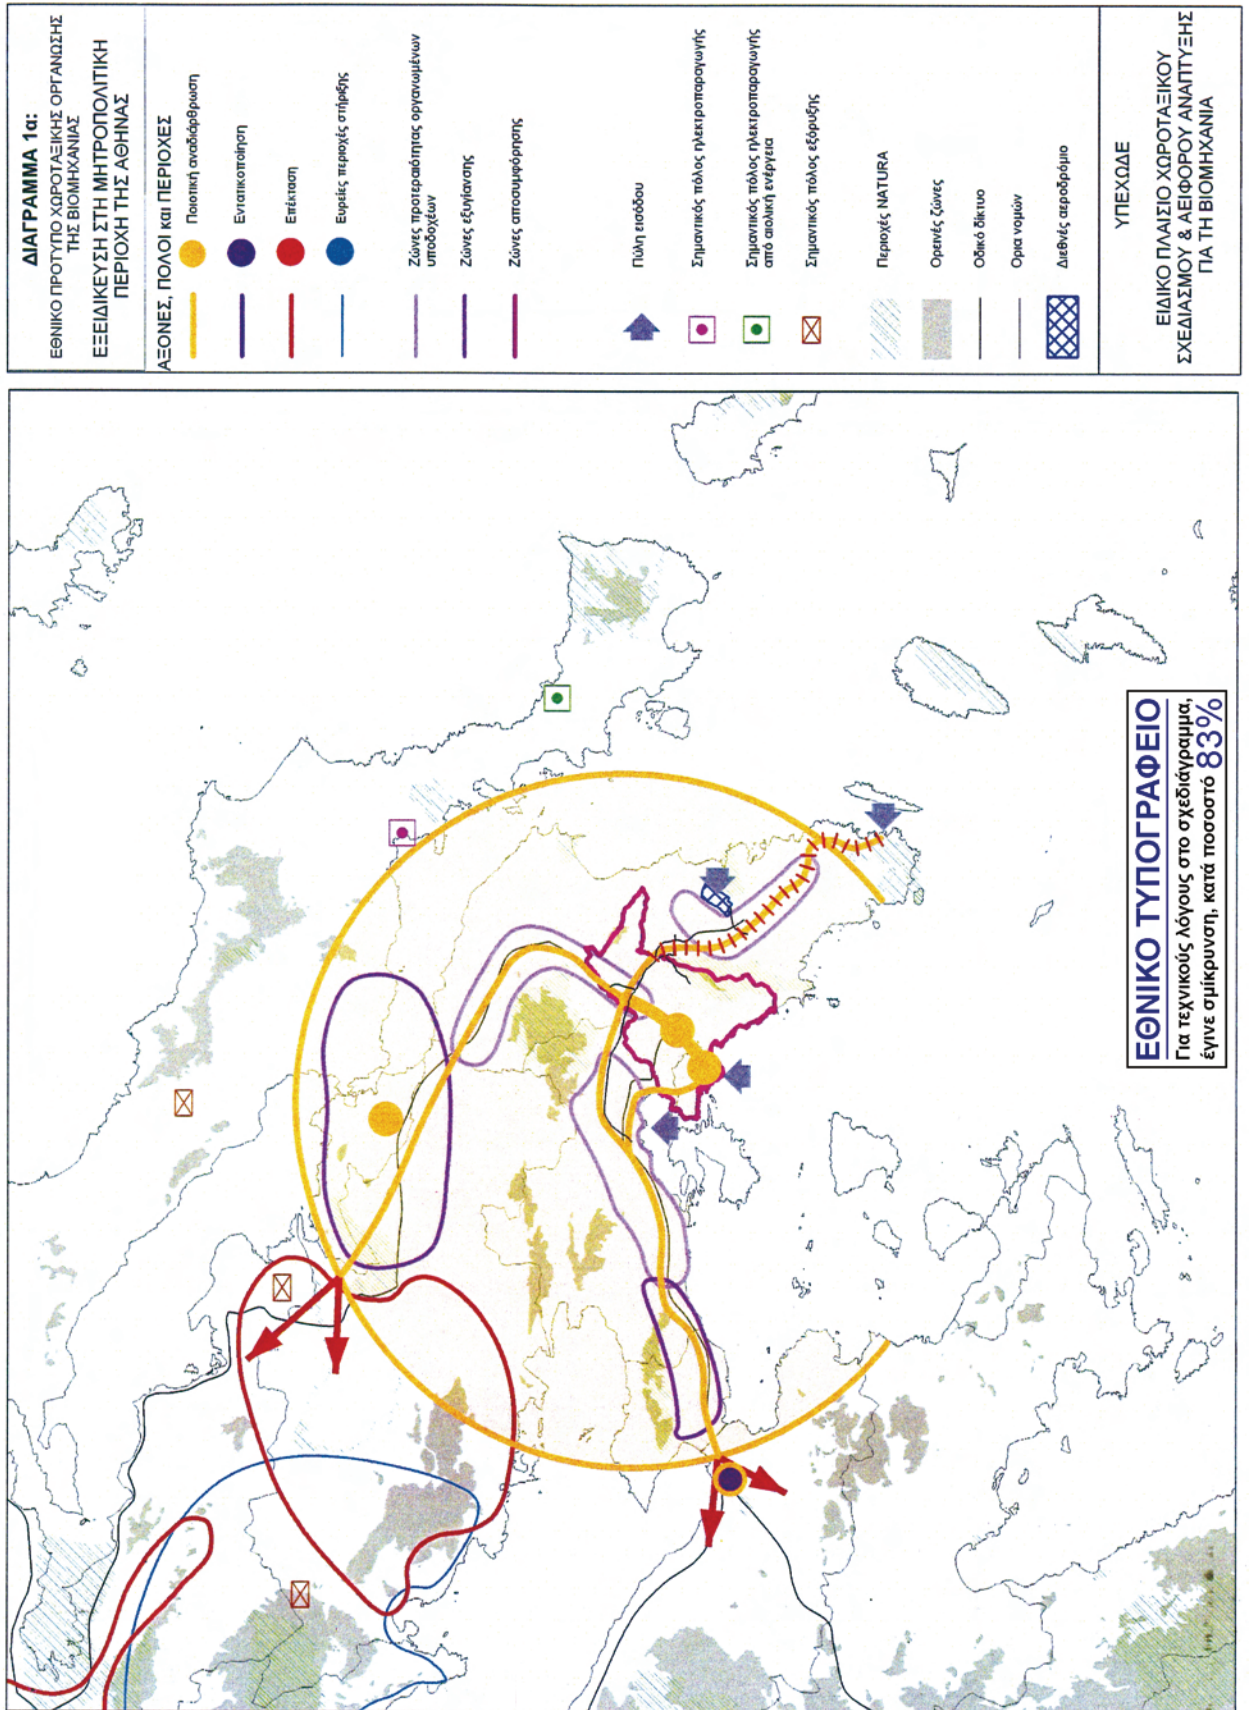 ΔΙΑΓΡΑΜΜΑ 1α:
ΕΘΝΙΚΟ ΠΡΟΤΥΠΟ ΧΩΡΟΤΑΞΙΚΗΣ ΟΡΓΑΝΩΣΗΣ
ΤΗΣ ΒΙΟΜΗΧΑΝΙΑΣ
ΕΞΕΙΔΙΚΕΥΣΗ ΣΤΗ ΜΗΤΡΟΠΟΛΙΤΙΚΗ
ΠΕΡΙΟΧΗ ΤΗΣ ΑΘΗΝΑΣ
ΑΞΟΝΕΣ, ΠΟΛΟΙ και ΠΕΡΙΟΧΕΣ
Ποιοτική αναδιάρθρωση
Εντατικοποίηση
Επέκταση
Ευρείες περιοχές στήριξης
Ζώνες προτεραιότητας οργανωμένων
υποδοχέων
Ζώνες εξυγίανσης
Ζώνες αποσυμφόρησης
Πύλη εισόδου
Σημαντικός πόλος ηλεκτροπαραγωγής
Σημαντικός πόλος ηλεκτροπαραγωγής
από αιολική ενέργεια
Σημαντικός πόλος εξόρυξης
Περιοχές NATURA
Ορεινές ζώνες
Οδικό δίκτυο
Ορια νομών
Διεθνές αεροδρόμιο
ΥΠΕΧΩΔΕ
ΕΙΔΙΚΟ ΠΛΑΙΣΙΟ ΧΩΡΟΤΑΞΙΚΟΥ
ΣΧΕΔΙΑΣΜΟΥ & ΑΕΙΦΟΡΟΥ ΑΝΑΠΤΥΞΗΣ
ΓΙΑ ΤΗ ΒΙΟΜΗΧΑΝΙΑ
ΕΘΝΙΚΟ ΤΥΠΟΓΡΑΦΕΙΟ
Για τεχνικούς λόγους στο σχεδιάγραμμα,
έγινε σμίκρυνση, κατά ποσοστό 83%